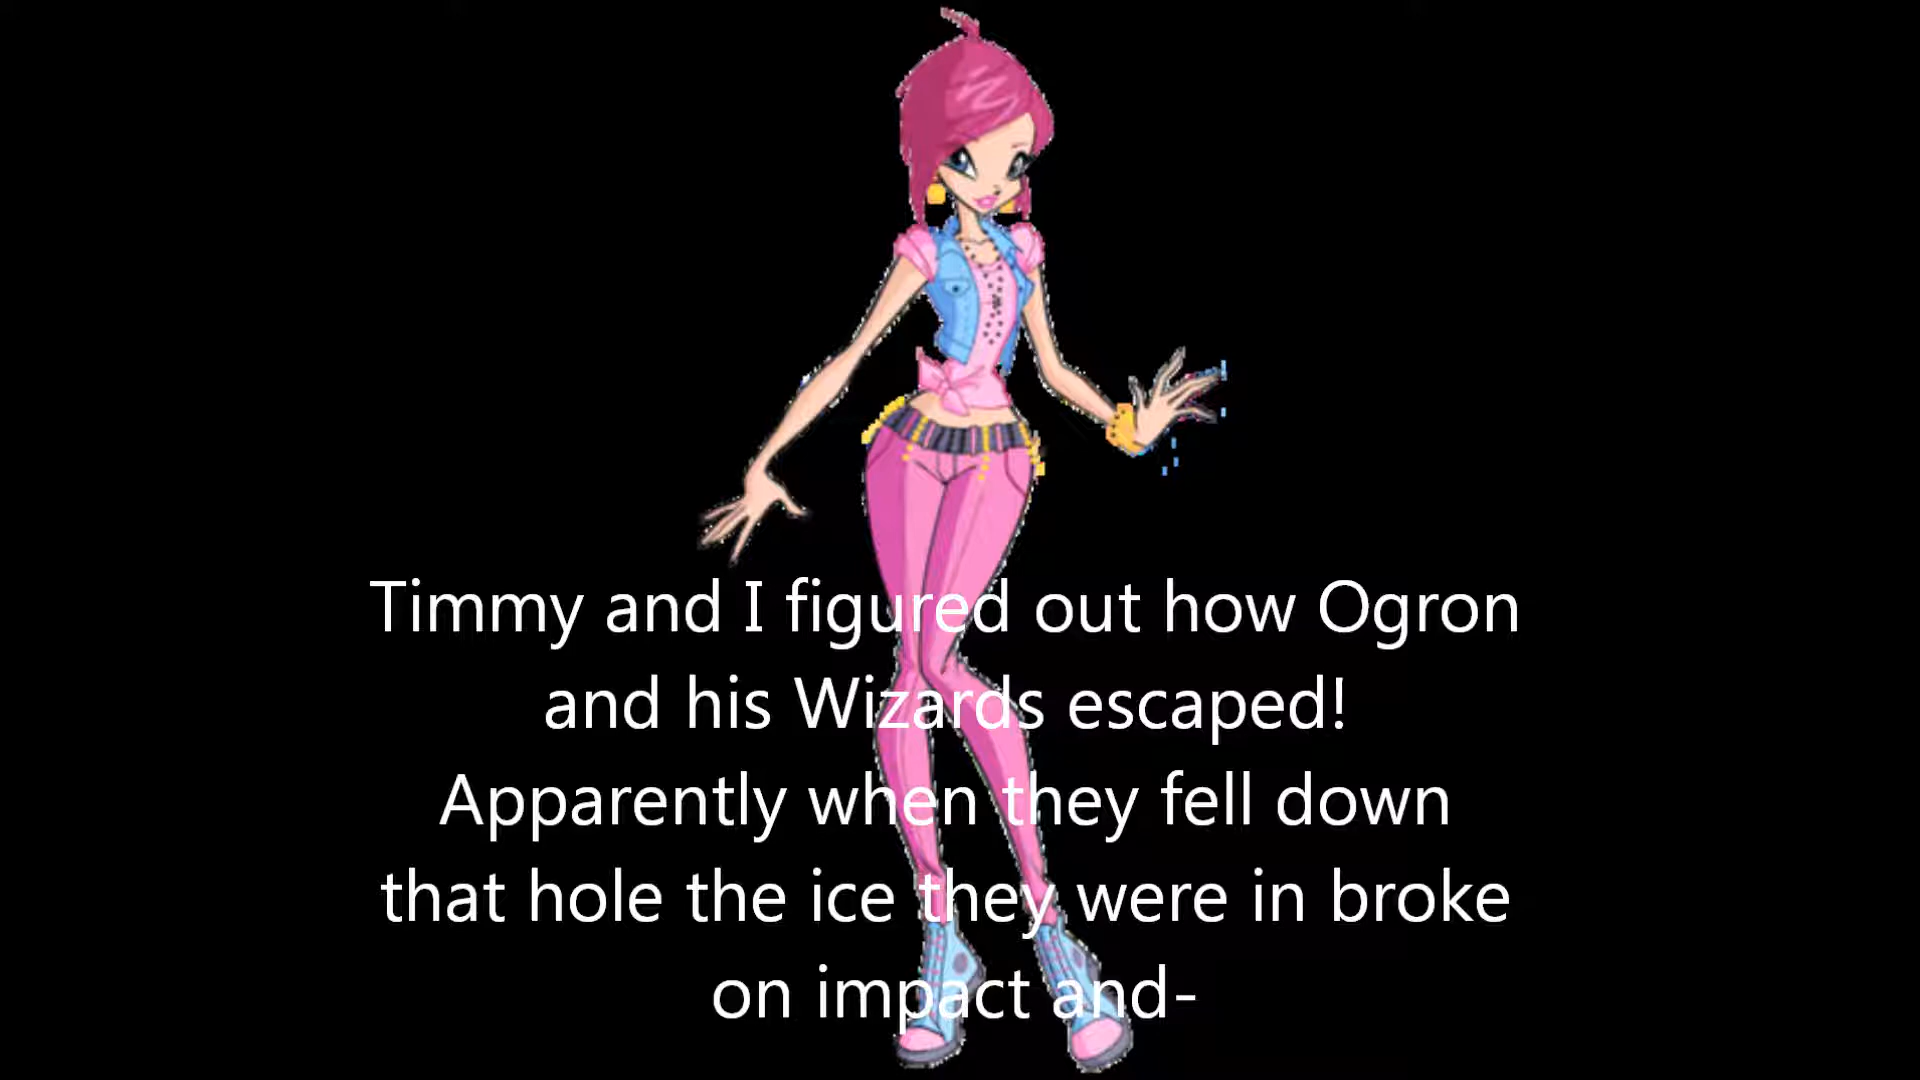 Timmy and I figured out how Ogron
and his Wizards escaped!
Apparently when they fell down
that hole the ice they were in broke
on impact and-